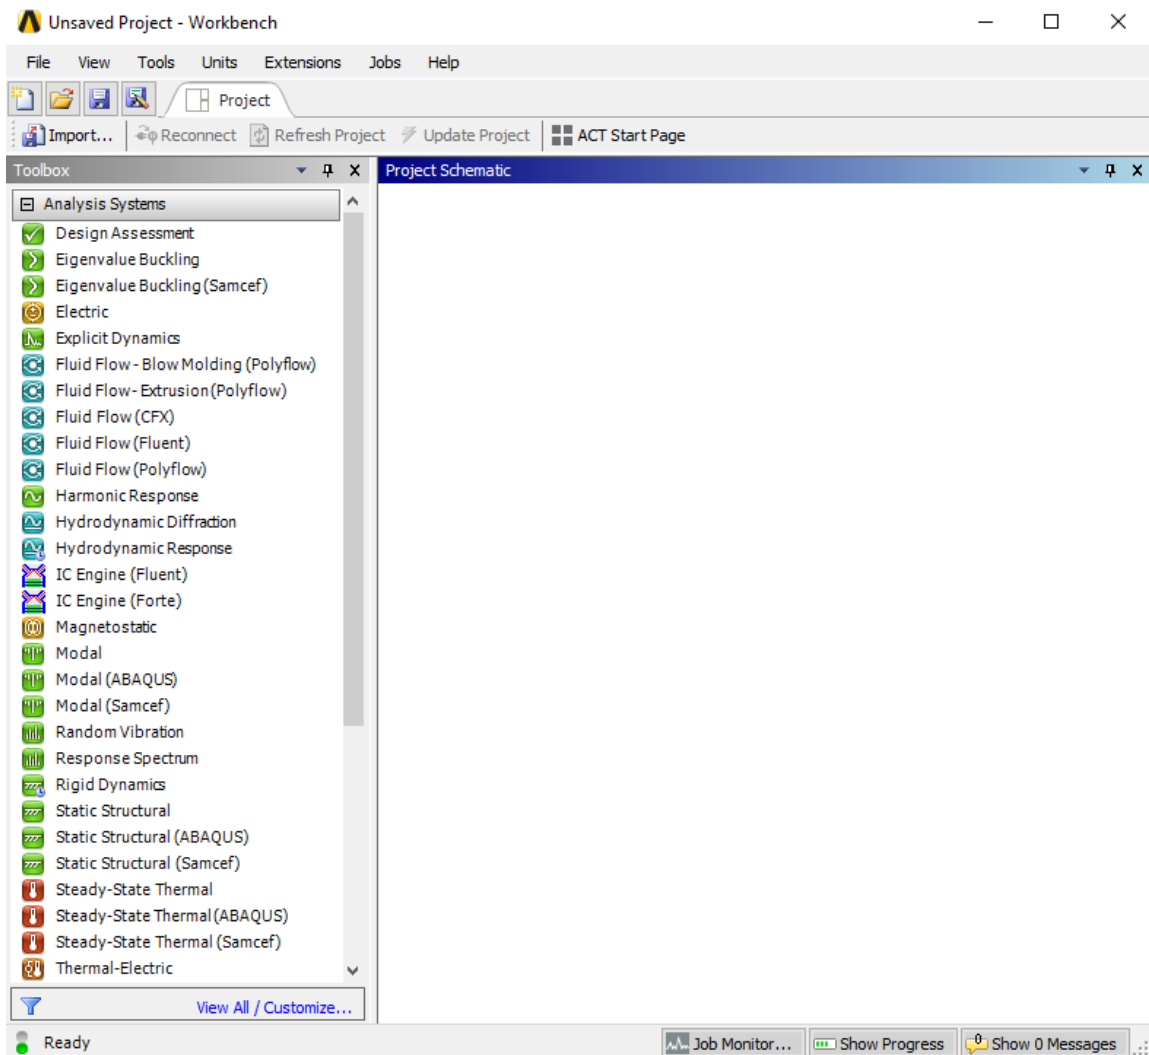 Unsaved Project - Workbench
File View Tools Units Extensions Jobs Help
Project
Import... Reconnect Refresh Project Update Project ACT Start Page
Toolbox
Project Schematic
Analysis Systems
Design Assessment
Eigenvalue Buckling
Eigenvalue Buckling (Samcef)
Electric
Explicit Dynamics
Fluid Flow - Blow Molding (Polyflow)
Fluid Flow - Extrusion (Polyflow)
Fluid Flow (CFX)
Fluid Flow (Fluent)
Fluid Flow (Polyflow)
Harmonic Response
Hydrodynamic Diffraction
Hydrodynamic Response
IC Engine (Fluent)
IC Engine (Forte)
Magnetostatic
Modal
Modal (ABAQUS)
Modal (Samcef)
Random Vibration
Response Spectrum
Rigid Dynamics
Static Structural
Static Structural (ABAQUS)
Static Structural (Samcef)
Steady-State Thermal
Steady-State Thermal (ABAQUS)
Steady-State Thermal (Samcef)
Thermal-Electric
View All / Customize...
Ready
Job Monitor... Show Progress 0 Show 0 Messages